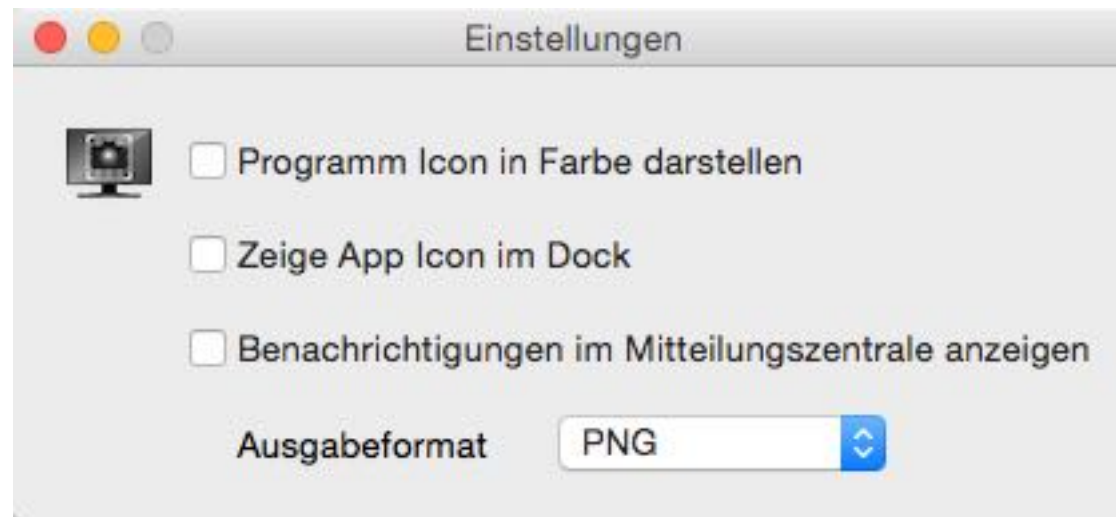 Einstellungen
Programm Icon in Farbe darstellen
Zeige App Icon im Dock
Benachrichtigungen im Mitteilungszentrale anzeigen
Ausgabeformat PNG